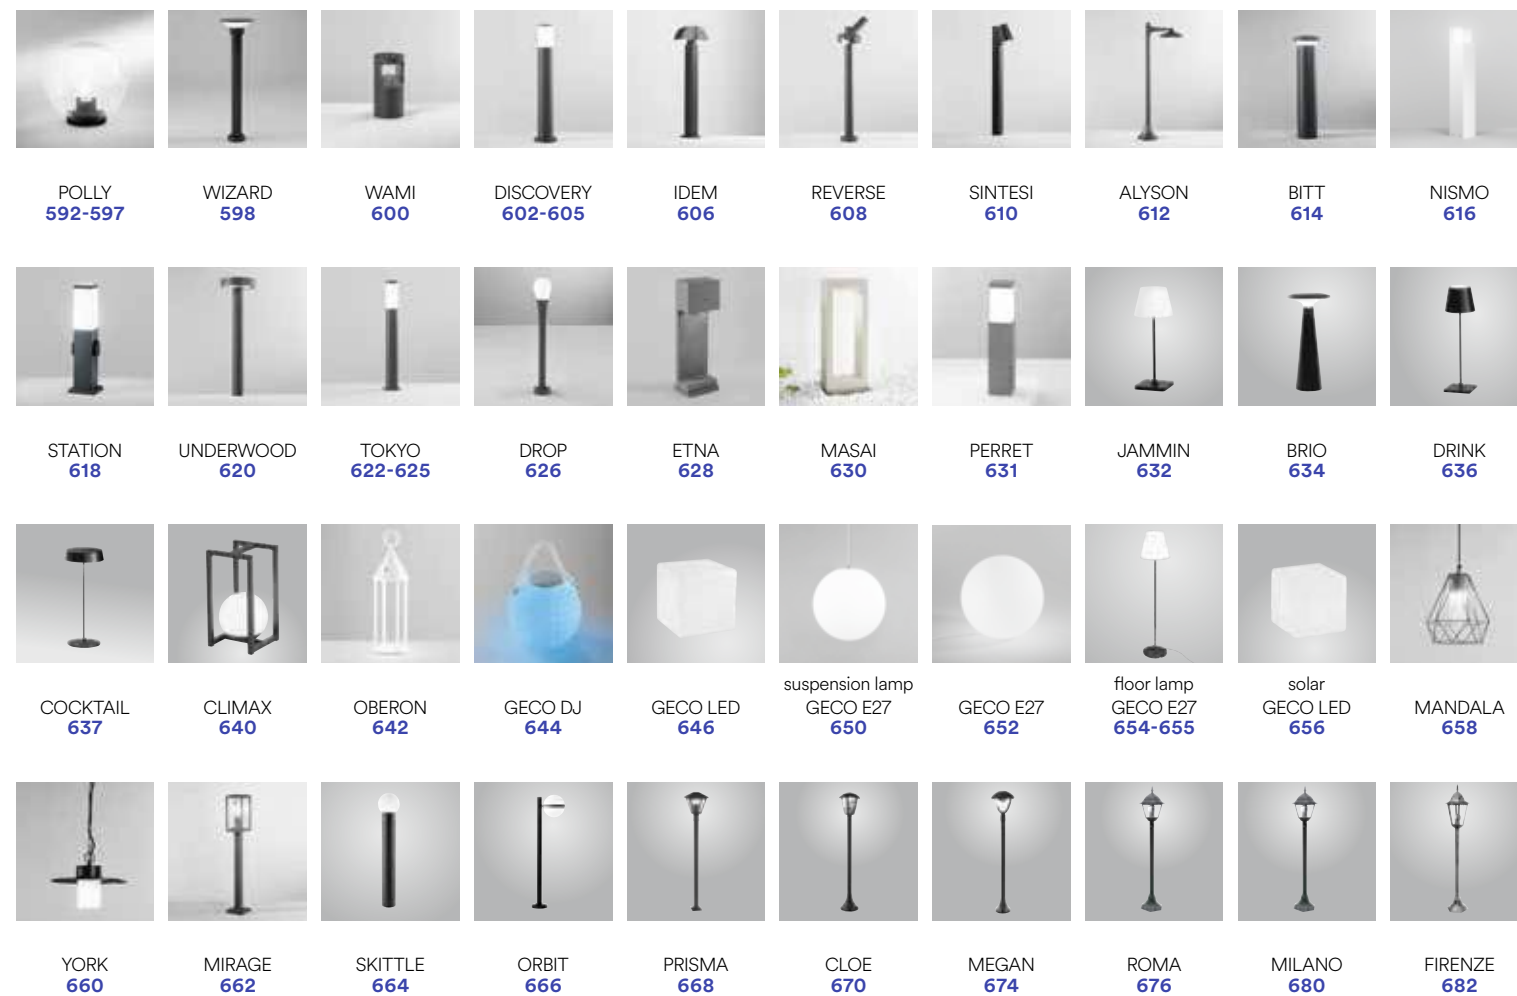 POLLY
592-597
WIZARD
598
WAMI
600
DISCOVERY
602-605
IDEM
606
REVERSE
608
SINTESI
610
ALYSON
612
BITT
614
NISMO
616
STATION
618
UNDERWOOD
620
TOKYO
622-625
DROP
626
ETNA
628
MASAI
630
PERRET
631
JAMMIN
632
BRIO
634
DRINK
636
COCKTAIL
637
CLIMAX
640
OBERON
642
GECO DJ
644
GECO LED
646
suspension lamp
GECO E27
650
GECO E27
652
floor lamp
GECO E27
654-655
solar
GECO LED
656
MANDALA
658
YORK
660
MIRAGE
662
SKITTLE
664
ORBIT
666
PRISMA
668
CLOE
670
MEGAN
674
ROMA
676
MILANO
680
FIRENZE
682